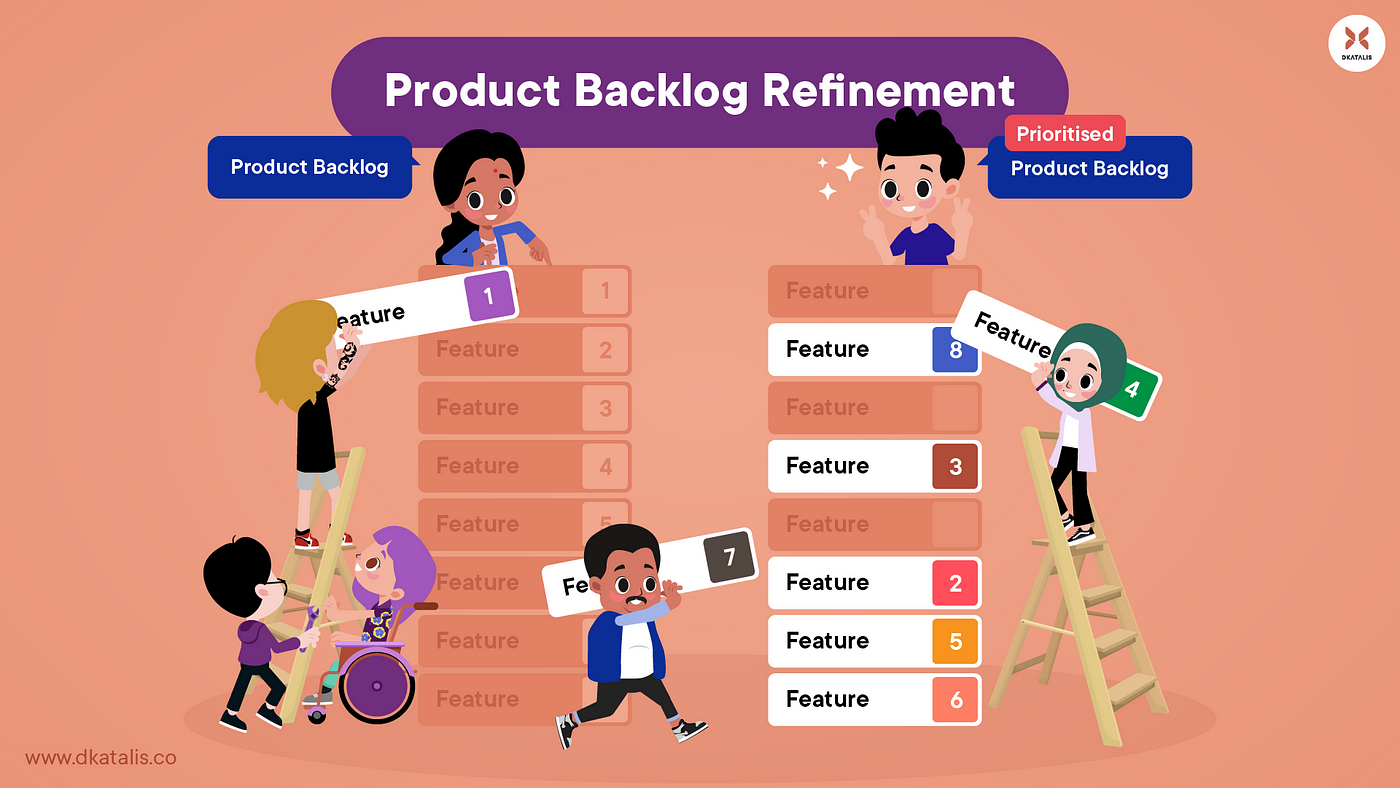 DKATALIS
Product Backlog Refinement
Product Backlog
Prioritised
Product Backlog
eature 1
1
Feature 2
Feature 3
Feature 4
Feature 5
Feature
Feature
Feature
Fe 7
Feature
Feature 8
Feature 4
Feature
Feature 3
Feature
Feature 2
Feature 5
Feature 6
www.dkatalis.co